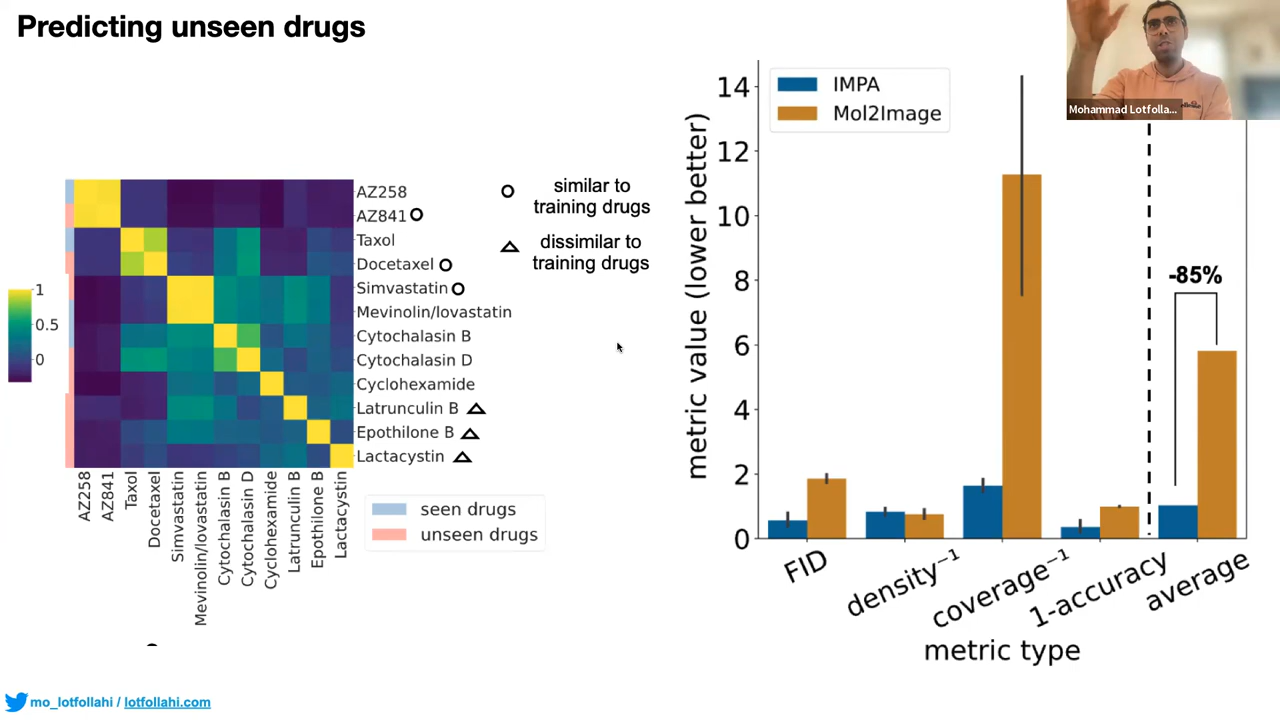 Predicting unseen drugs
Mohammad Lotfolla...
AZ258
AZ841
Taxol
Docetaxel
Simvastatin
Mevinolin/lovastatin
Cytochalasin B
Cytochalasin D
Cyclohexamide
Latrunculin B
Epothilone B
Lactacystin
similar to
training drugs
dissimilar to
training drugs
1
0.5
0
AZ258
AZ841
Taxol
Docetaxel
Simvastatin
Mevinolin/lovastatin
Cytochalasin B
Cytochalasin D
Cyclohexamide
Latrunculin B
Epothilone B
Lactacystin
seen drugs
unseen drugs
IMPA
Mol2Image
metric value (lower better)
14
12
10
8
6
4
2
0
-85%
FID
density⁻¹
coverage⁻¹
1-accuracy
average
metric type
mo_lotfollahi / lotfollahi.com